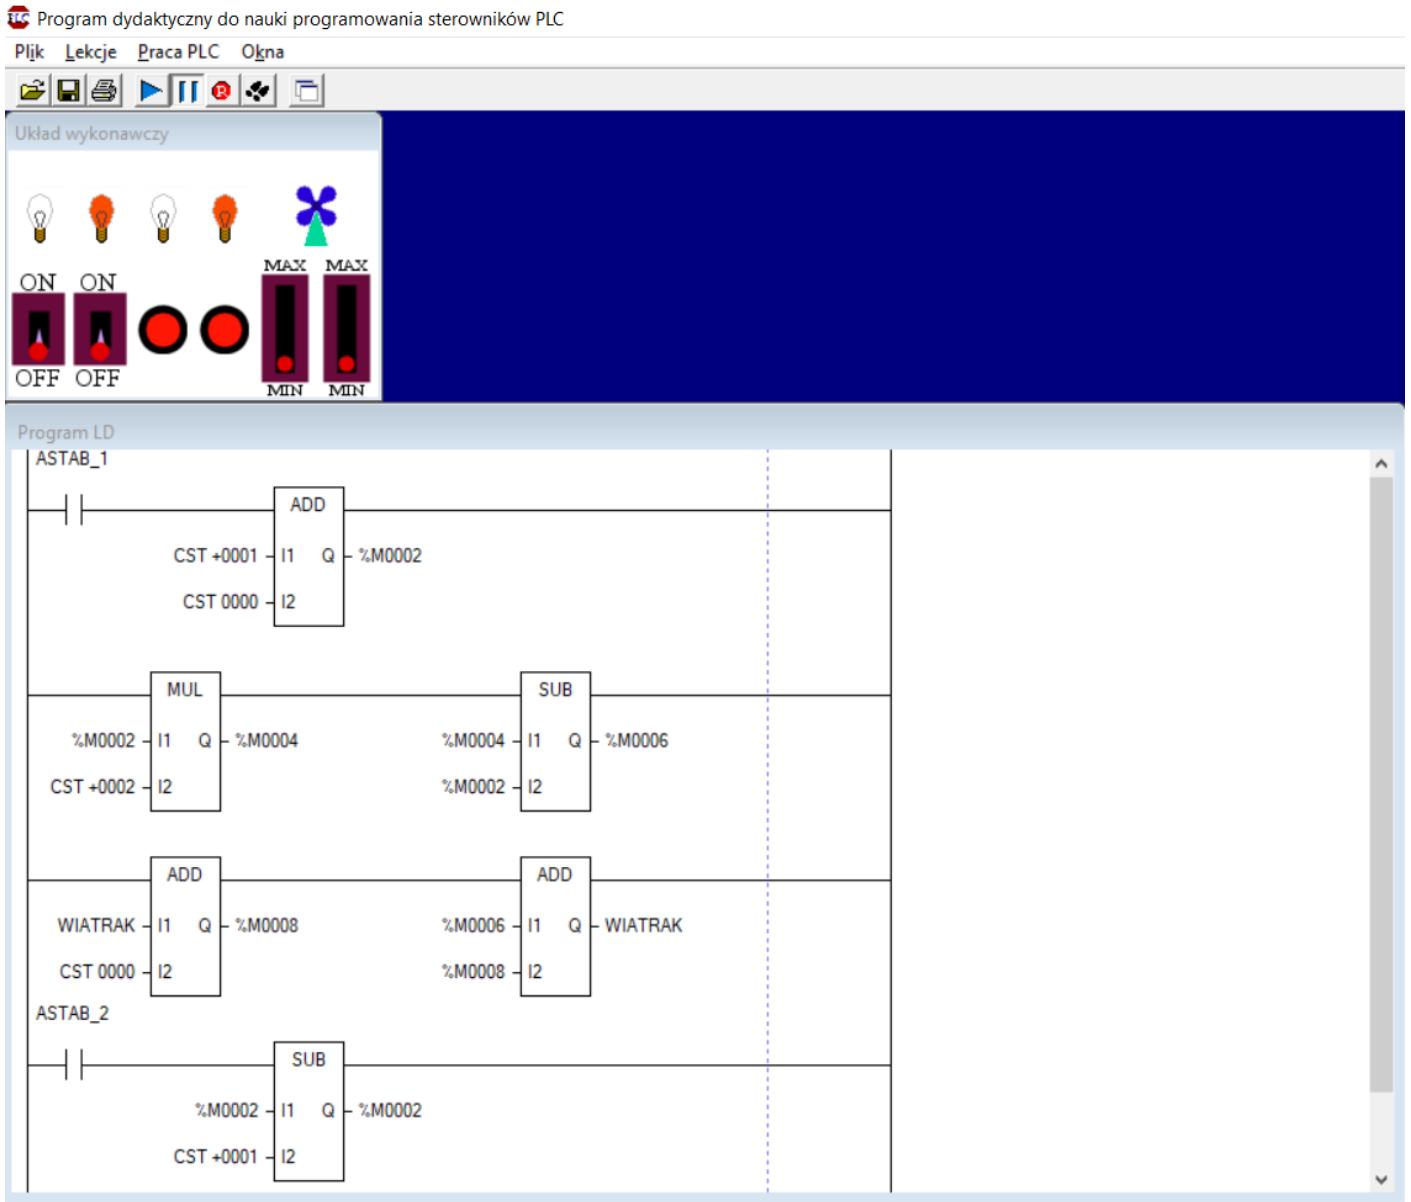 PLC Program dydaktyczny do nauki programowania sterowników PLC
Plik Lekcje Praca PLC Okna
R
Układ wykonawczy
MAX MAX
ON ON
OFF OFF
MIN MIN
Program LD
ASTAB_1
ADD
CST +0001 I1 Q %M0002
CST 0000 I2
MUL SUB
%M0002 I1 Q %M0004 %M0004 I1 Q %M0006
CST +0002 I2 %M0002 I2
ADD ADD
WIATRAK I1 Q %M0008 %M0006 I1 Q WIATRAK
CST 0000 I2 %M0008 I2
ASTAB_2
SUB
%M0002 I1 Q %M0002
CST +0001 I2